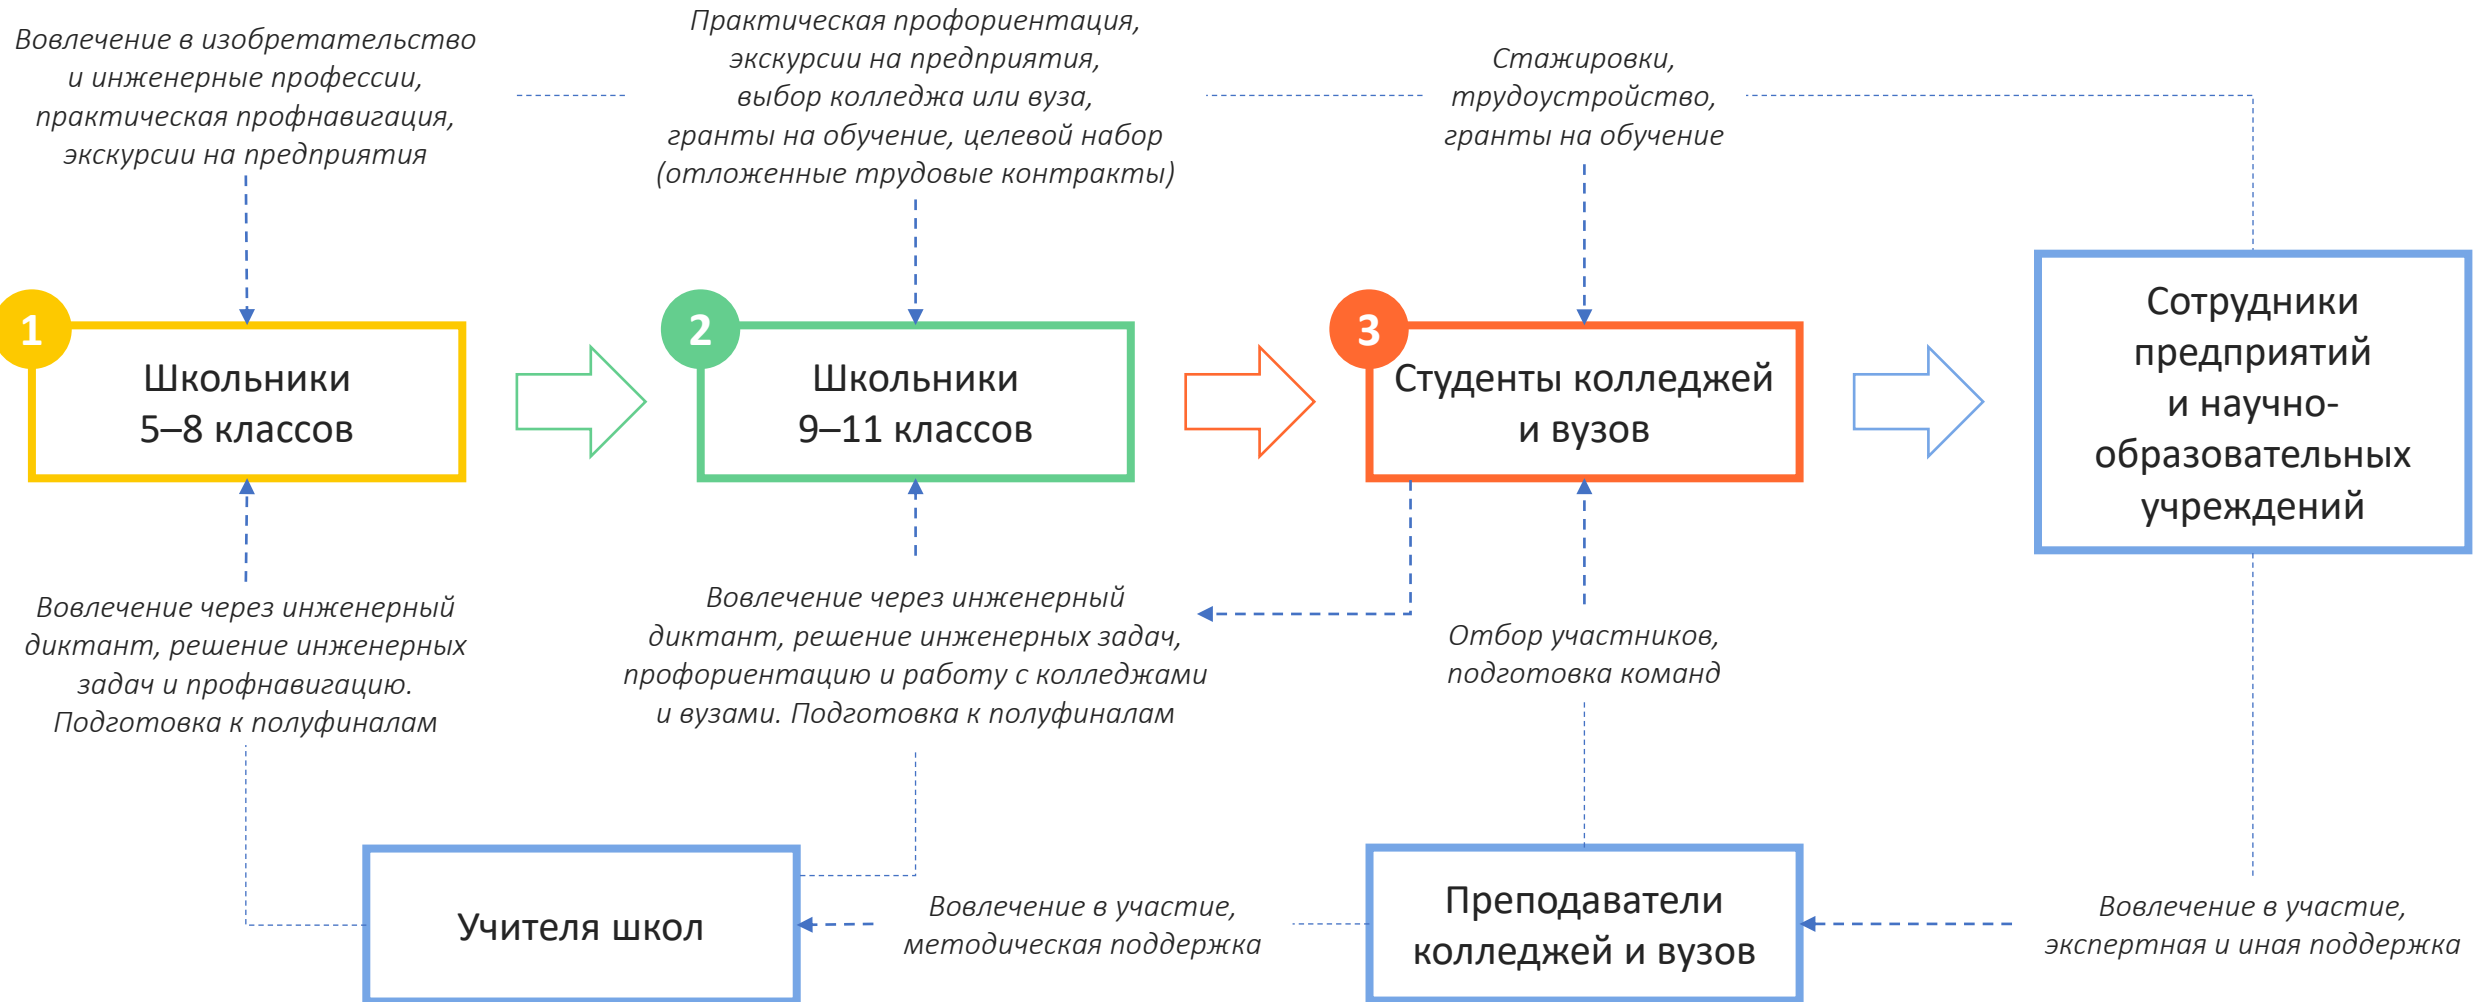 Вовлечение в изобретательство
и инженерные профессии,
практическая профнавигация,
экскурсии на предприятия
Практическая профориентация,
экскурсии на предприятия,
выбор колледжа или вуза,
гранты на обучение, целевой набор
(отложенные трудовые контракты)
Стажировки,
трудоустройство,
гранты на обучение
1
Школьники
5–8 классов
2
Школьники
9–11 классов
3
Студенты колледжей
и вузов
Сотрудники
предприятий
и научно-
образовательных
учреждений
Вовлечение через инженерный
диктант, решение инженерных
задач и профнавигацию.
Подготовка к полуфиналам
Вовлечение через инженерный
диктант, решение инженерных задач,
профориентацию и работу с колледжами
и вузами. Подготовка к полуфиналам
Отбор участников,
подготовка команд
Учителя школ
Вовлечение в участие,
методическая поддержка
Преподаватели
колледжей и вузов
Вовлечение в участие,
экспертная и иная поддержка